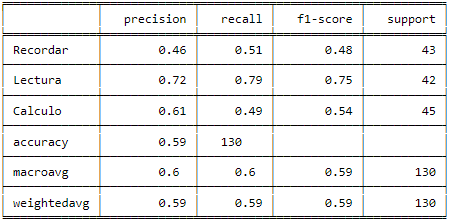 precision recall f1-score support
Recordar 0.46 0.51 0.48 43
Lectura 0.72 0.79 0.75 42
Calculo 0.61 0.49 0.54 45
accuracy 0.59 130
macroavg 0.6 0.6 0.59 130
weightedavg 0.59 0.59 0.59 130